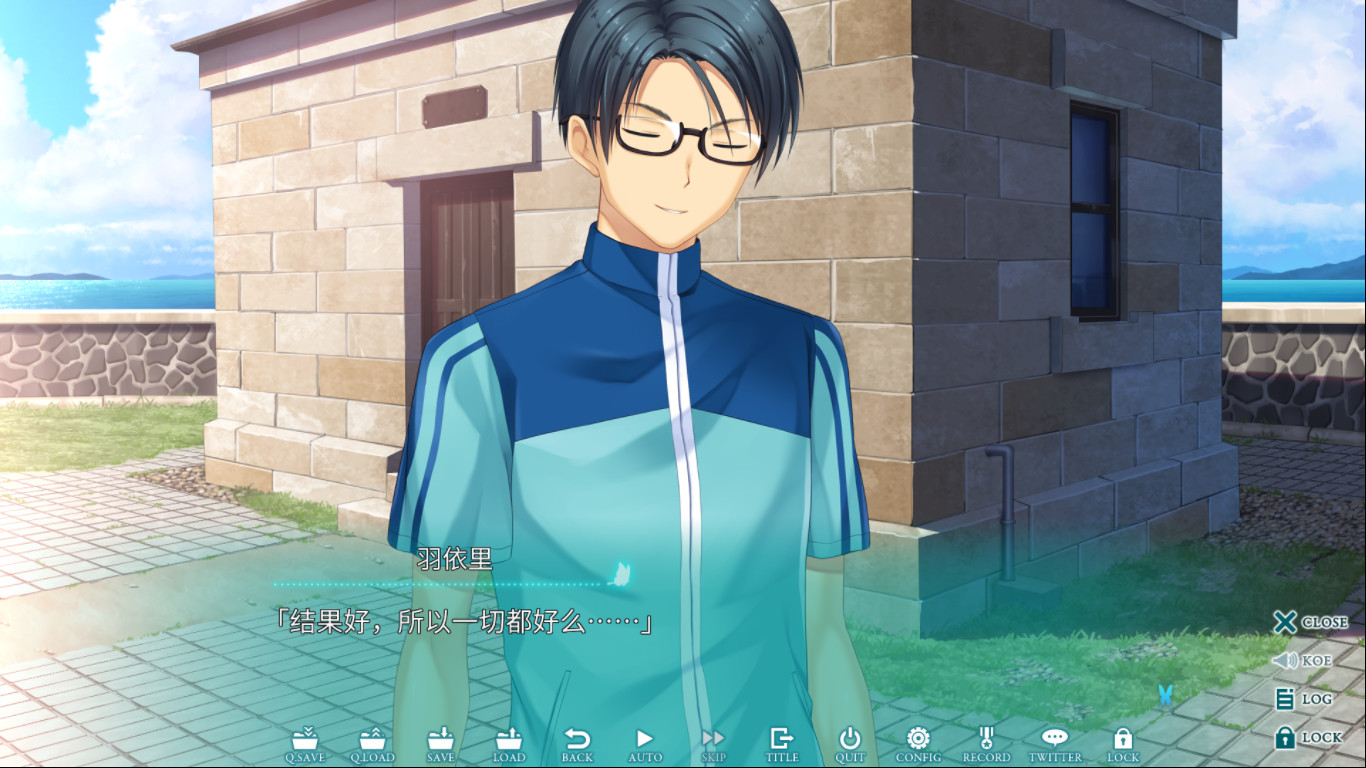 羽依里
「结果好，所以一切都好么……」
CLOSE
KOE
LOG
LOCK
Q.SAVE Q.LOAD SAVE LOAD BACK AUTO SKIP TITLE QUIT CONFIG RECORD TWITTER LOCK